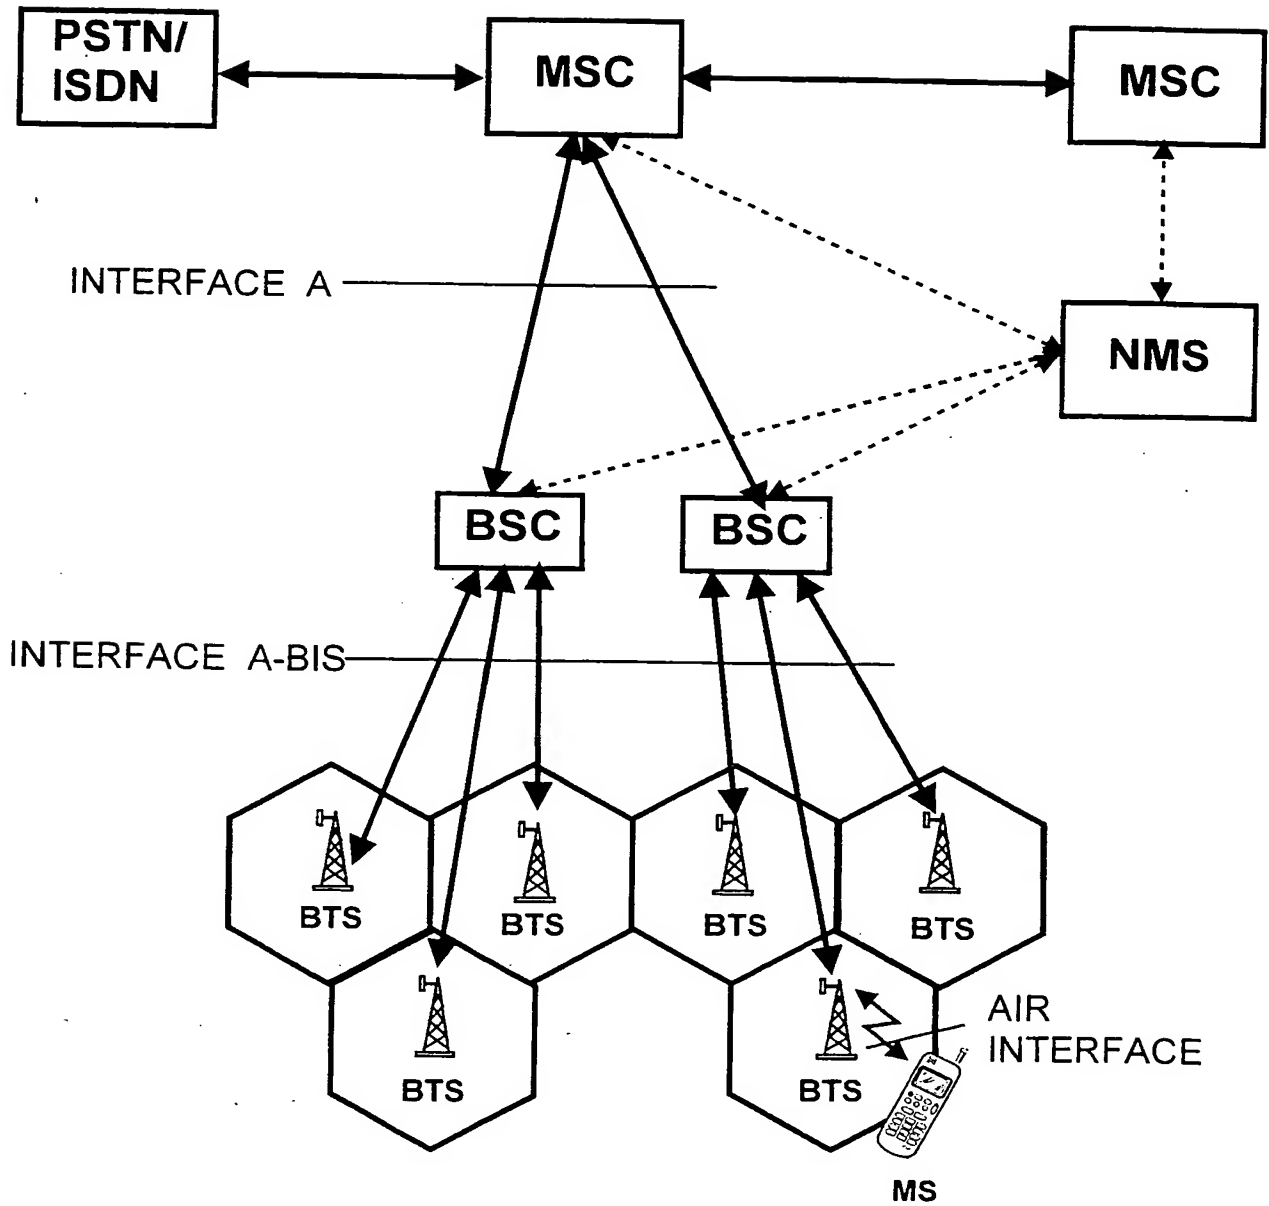 PSTN/
ISDN
MSC
MSC
INTERFACE A
NMS
BSC
BSC
INTERFACE A-BIS
BTS
BTS
BTS
BTS
BTS
BTS
AIR
INTERFACE
MS